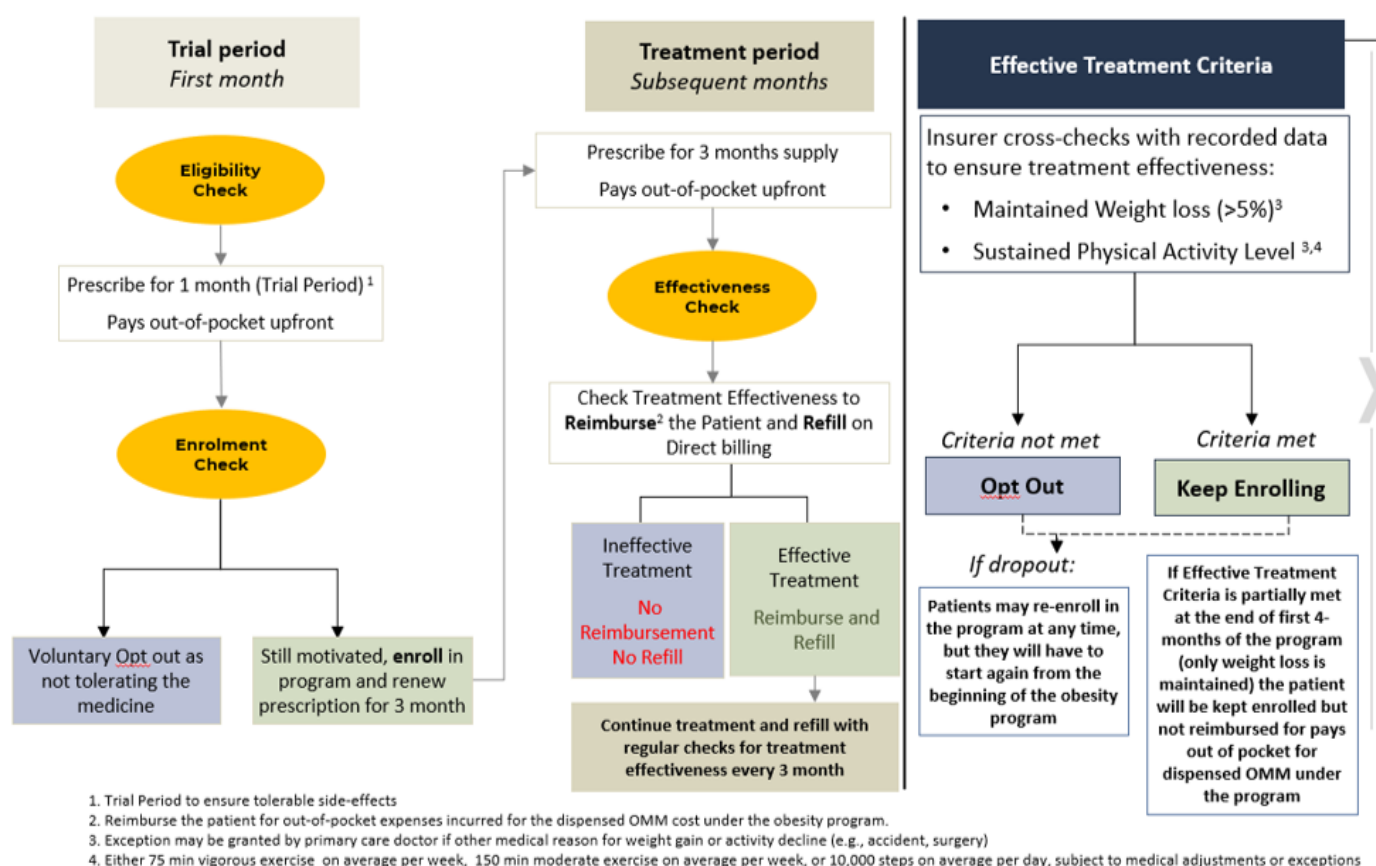 Trial period
First month
Eligibility
Check
Prescribe for 1 month (Trial Period) 1
Pays out-of-pocket upfront
Enrolment
Check
Voluntary Opt out as
not tolerating the
medicine
Still motivated, enroll in
program and renew
prescription for 3 month
Treatment period
Subsequent months
Prescribe for 3 months supply
Pays out-of-pocket upfront
Effectiveness
Check
Check Treatment Effectiveness to
Reimburse2 the Patient and Refill on
Direct billing
Ineffective
Treatment
No
Reimbursement
No Refill
Effective
Treatment
Reimburse and
Refill
Continue treatment and refill with
regular checks for treatment
effectiveness every 3 month
Effective Treatment Criteria
Insurer cross-checks with recorded data
to ensure treatment effectiveness:
• Maintained Weight loss (>5%)3
• Sustained Physical Activity Level 3,4
Criteria not met
Opt Out
Criteria met
Keep Enrolling
If dropout:
Patients may re-enroll in
the program at any time,
but they will have to
start again from the
beginning of the obesity
program
If Effective Treatment
Criteria is partially met
at the end of first 4-
months of the program
(only weight loss is
maintained) the patient
will be kept enrolled but
not reimbursed for pays
out of pocket for
dispensed OMM under
the program
1. Trial Period to ensure tolerable side-effects
2. Reimburse the patient for out-of-pocket expenses incurred for the dispensed OMM cost under the obesity program.
3. Exception may be granted by primary care doctor if other medical reason for weight gain or activity decline (e.g., accident, surgery)
4. Either 75 min vigorous exercise on average per week, 150 min moderate exercise on average per week, or 10,000 steps on average per day, subject to medical adjustments or exceptions